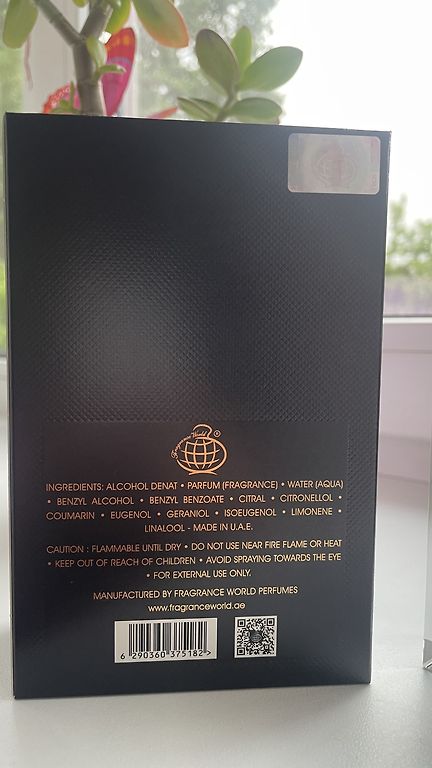 Fragrance World ®
INGREDIENTS: ALCOHOL DENAT • PARFUM (FRAGRANCE) • WATER (AQUA)
• BENZYL ALCOHOL • BENZYL BENZOATE • CITRAL • CITRONELLOL •
COUMARIN • EUGENOL • GERANIOL • ISOEUGENOL • LIMONENE •
LINALOOL - MADE IN U.A.E.
CAUTION : FLAMMABLE UNTIL DRY • DO NOT USE NEAR FIRE FLAME OR HEAT
• KEEP OUT OF REACH OF CHILDREN • AVOID SPRAYING TOWARDS THE EYE
• FOR EXTERNAL USE ONLY.
MANUFACTURED BY FRAGRANCE WORLD PERFUMES
www.fragranceworld.ae
6 290360 375182 >